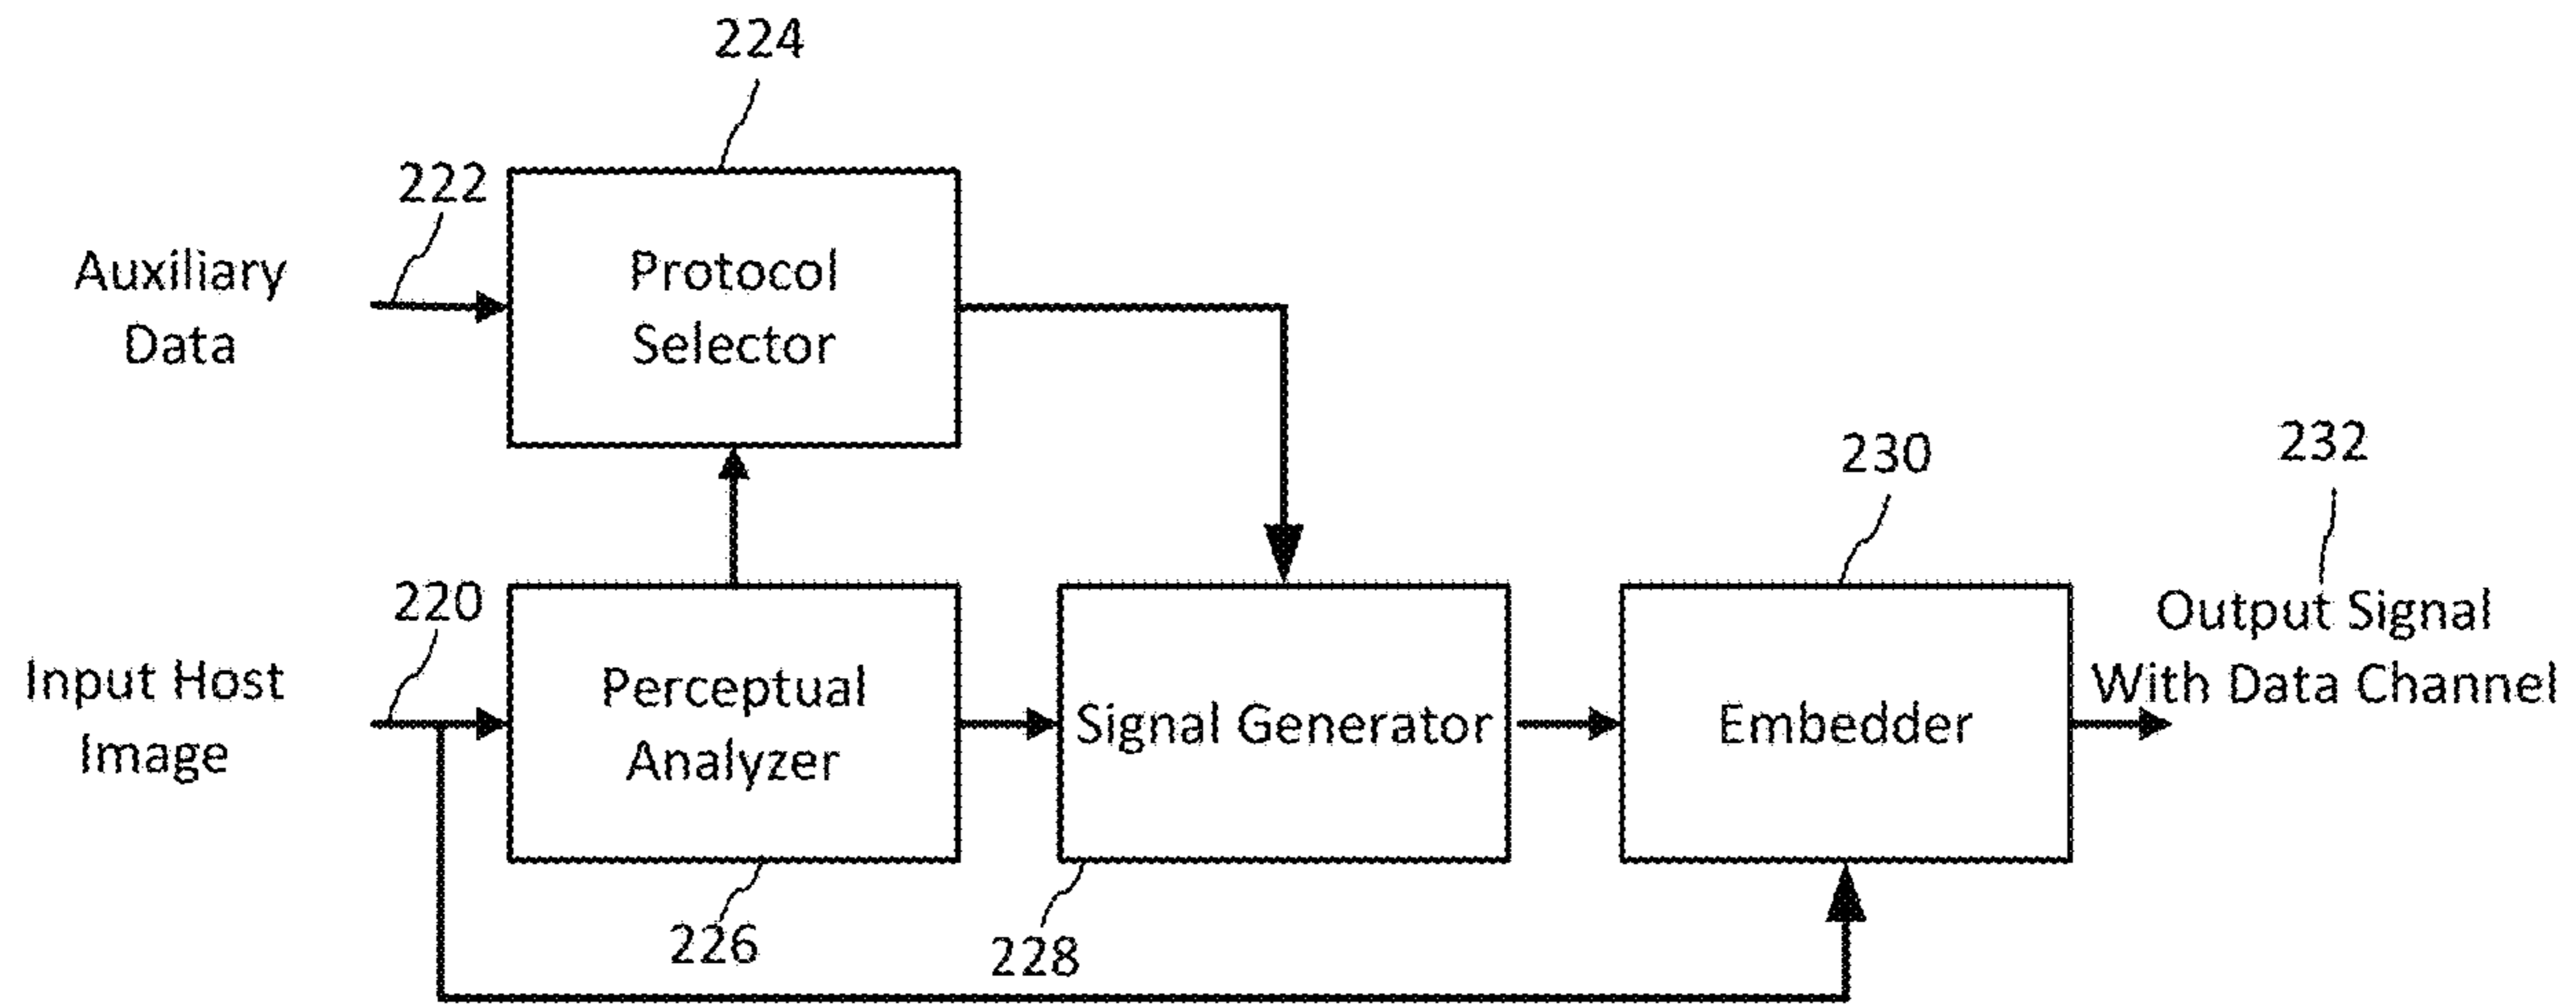 224
222
Auxiliary
Data
Protocol
Selector
230
232
220
Input Host
Image
Perceptual
Analyzer
Signal Generator
Embedder
Output Signal
With Data Channel
226
228